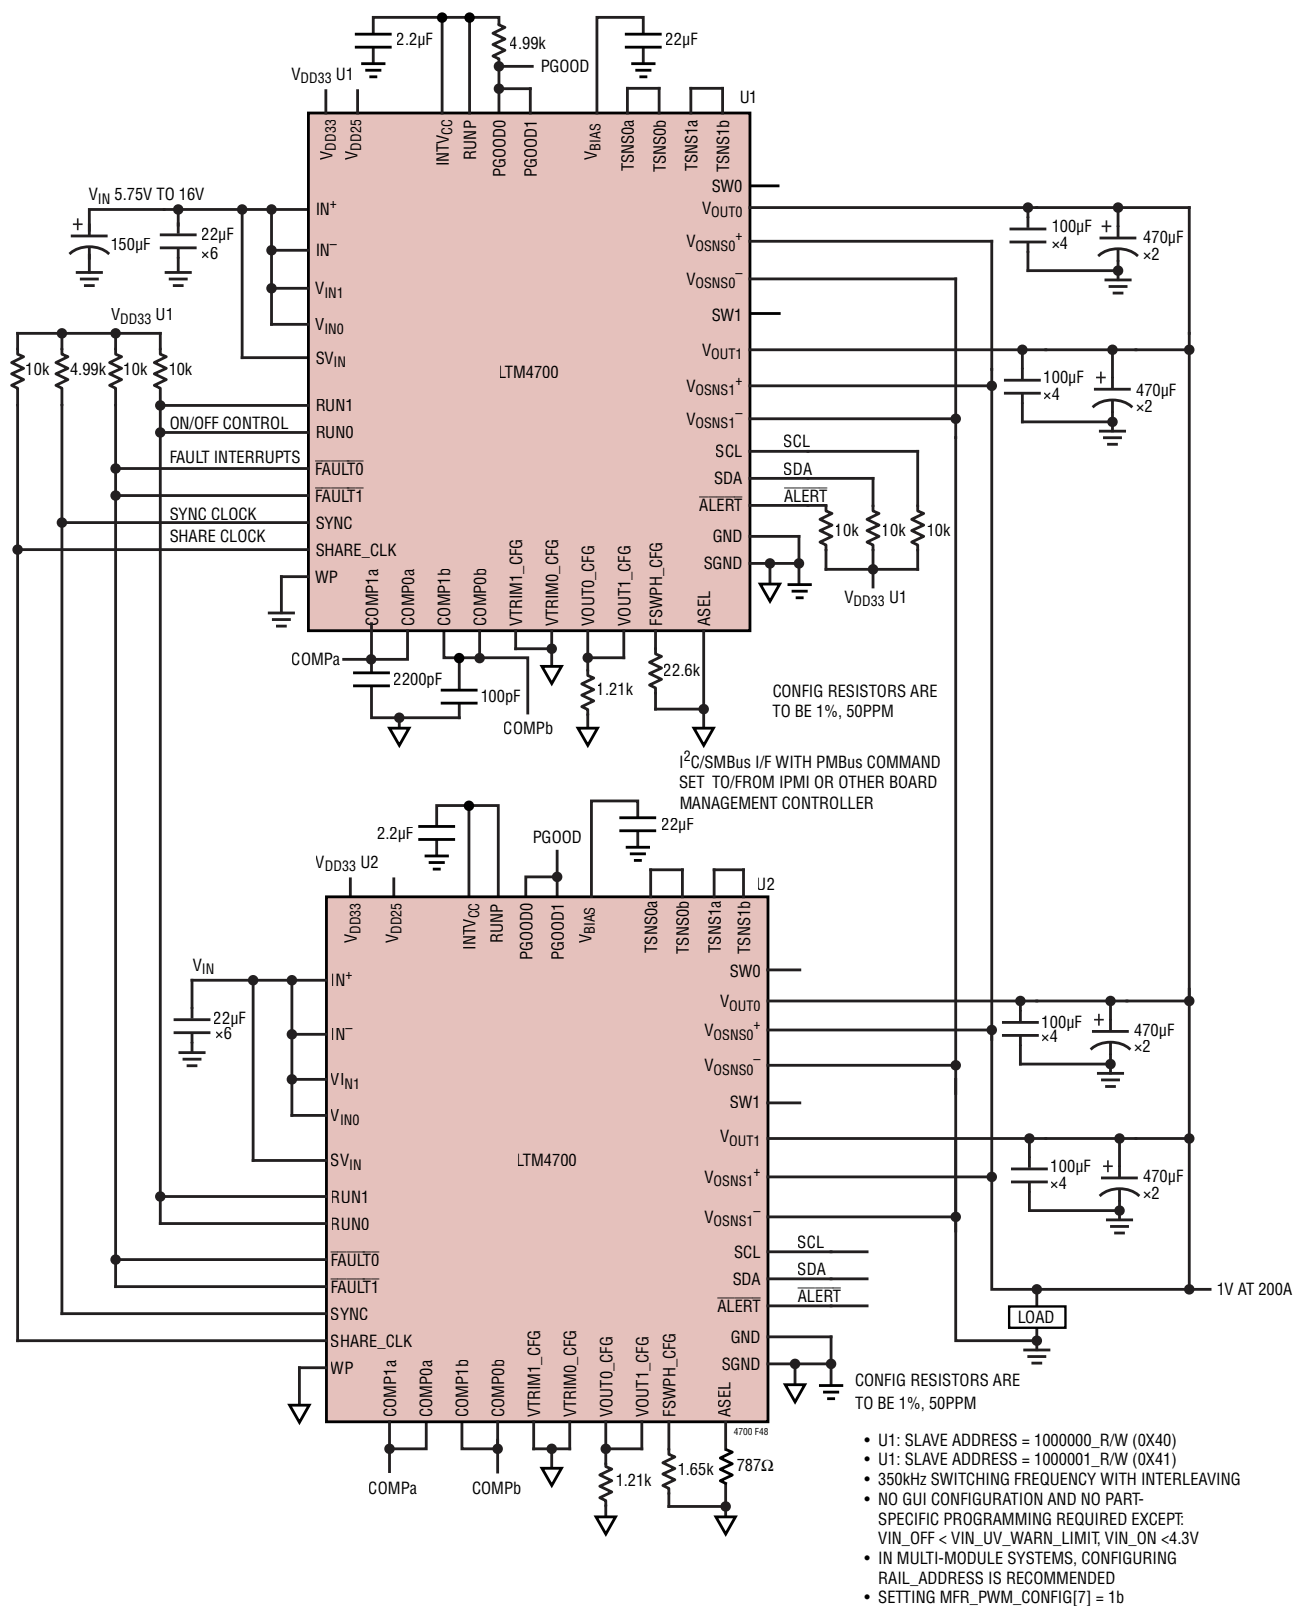 2.2µF
4.99k
22µF
PGOOD
VDD33 U1
U1
VDD33
VDD25
INTVCC
RUNP
PGOOD0
PGOOD1
VBIAS
TSNS0a
TSNS0b
TSNS1a
TSNS1b
VIN 5.75V TO 16V
+
150µF
22µF
×6
IN+
IN–
VIN1
VIN0
SVIN
VDD33 U1
10k
4.99k
10k
10k
RUN1
ON/OFF CONTROL
RUN0
FAULT INTERRUPTS
FAULT0
FAULT1
SYNC CLOCK
SYNC
SHARE CLOCK
SHARE_CLK
WP
LTM4700
SW0
VOUT0
VOSNS0+
VOSNS0–
SW1
VOUT1
VOSNS1+
VOSNS1–
SCL
SCL
SDA
SDA
ALERT
ALERT
GND
SGND
100µF
×4
+
470µF
×2
100µF
×4
+
470µF
×2
10k
10k
10k
VDD33 U1
COMP1a
COMP0a
COMP1b
COMP0b
VTRIM1_CFG
VTRIM0_CFG
VOUT0_CFG
VOUT1_CFG
FSWPH_CFG
ASEL
COMPa
2200pF
100pF
COMPb
1.21k
22.6k
CONFIG RESISTORS ARE
TO BE 1%, 50PPM
I2C/SMBus I/F WITH PMBus COMMAND
SET TO/FROM IPMI OR OTHER BOARD
MANAGEMENT CONTROLLER
2.2µF
PGOOD
22µF
VDD33 U2
U2
VDD33
VDD25
INTVCC
RUNP
PGOOD0
PGOOD1
VBIAS
TSNS0a
TSNS0b
TSNS1a
TSNS1b
VIN
22µF
×6
IN+
IN–
VIN1
VIN0
SVIN
RUN1
RUN0
FAULT0
FAULT1
SYNC
SHARE_CLK
WP
LTM4700
SW0
VOUT0
VOSNS0+
VOSNS0–
SW1
VOUT1
VOSNS1+
VOSNS1–
SCL
SCL
SDA
SDA
ALERT
ALERT
GND
SGND
100µF
×4
+
470µF
×2
100µF
×4
+
470µF
×2
1V AT 200A
LOAD
COMP1a
COMP0a
COMP1b
COMP0b
VTRIM1_CFG
VTRIM0_CFG
VOUT0_CFG
VOUT1_CFG
FSWPH_CFG
ASEL
4700 F48
COMPa
COMPb
1.21k
1.65k
787Ω
CONFIG RESISTORS ARE
TO BE 1%, 50PPM
• U1: SLAVE ADDRESS = 1000000_R/W (0X40)
• U1: SLAVE ADDRESS = 1000001_R/W (0X41)
• 350kHz SWITCHING FREQUENCY WITH INTERLEAVING
• NO GUI CONFIGURATION AND NO PART-
SPECIFIC PROGRAMMING REQUIRED EXCEPT:
VIN_OFF < VIN_UV_WARN_LIMIT, VIN_ON <4.3V
• IN MULTI-MODULE SYSTEMS, CONFIGURING
RAIL_ADDRESS IS RECOMMENDED
• SETTING MFR_PWM_CONFIG[7] = 1b